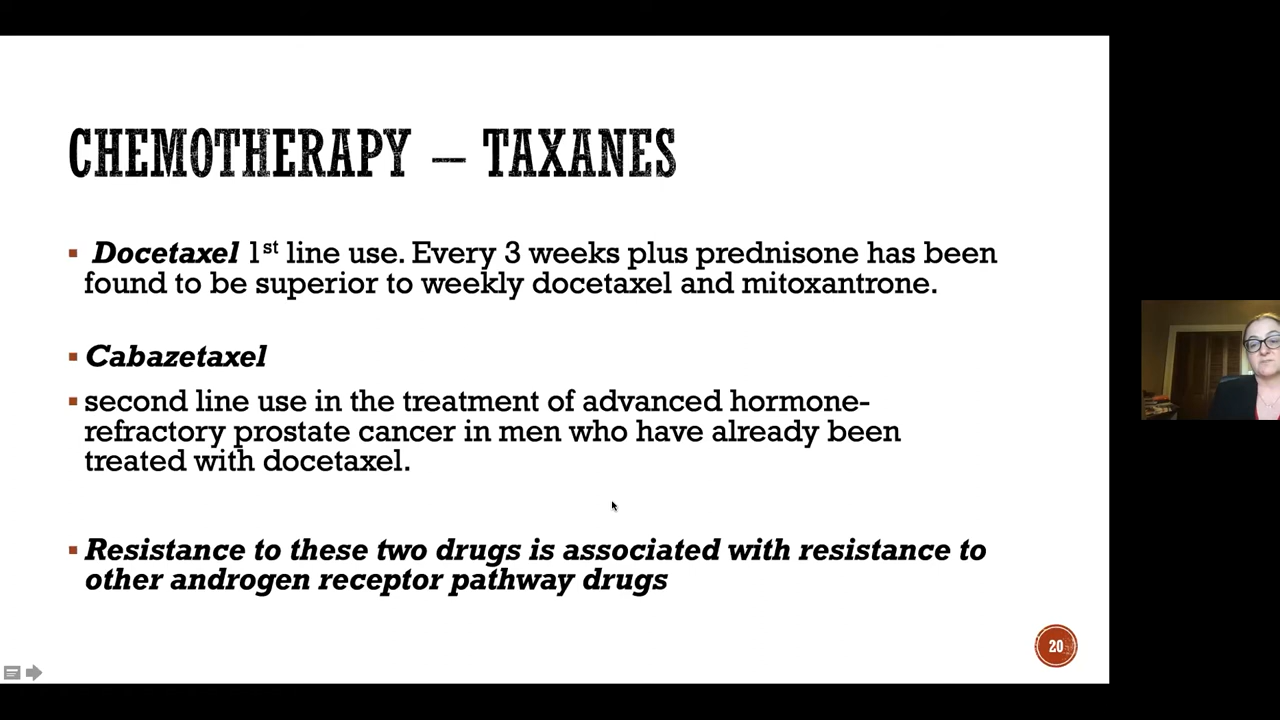 CHEMOTHERAPY – TAXANES
▪ Docetaxel 1st line use. Every 3 weeks plus prednisone has been
found to be superior to weekly docetaxel and mitoxantrone.
▪ Cabazetaxel
▪ second line use in the treatment of advanced hormone-
refractory prostate cancer in men who have already been
treated with docetaxel.
▪ Resistance to these two drugs is associated with resistance to
other androgen receptor pathway drugs
20